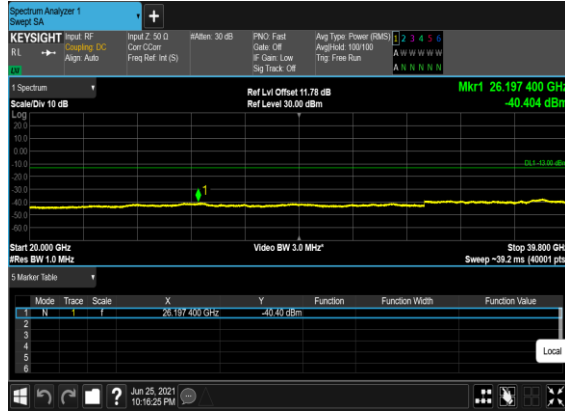 Spectrum Analyzer 1
Swept SA
+
KEYSIGHT Input: RF Input Z: 50 Ω #Atten: 30 dB PNO: Fast Avg Type: Power (RMS) 1 2 3 4 5 6
RL Coupling: DC Corr CCorr Gate: Off Avg|Hold: 100/100 A W W W W W
Align: Auto Freq Ref: Int (S) IF Gain: Low Trig: Free Run
Sig Track: Off A N N N N N
1 Spectrum Ref Lvl Offset 11.78 dB Mkr1 26.197 400 GHz
Scale/Div 10 dB Ref Level 30.00 dBm -40.404 dBm
Log
20.0
10.0
0.00
-10.0 DL1 -13.00 dBm
-20.0
-30.0 1
-40.0
-50.0
-60.0
Start 20.000 GHz Video BW 3.0 MHz* Stop 39.800 GHz
#Res BW 1.0 MHz Sweep ~39.2 ms (40001 pts)
5 Marker Table
Mode Trace Scale X Y Function Function Width Function Value
1 N 1 f 26.197 400 GHz -40.40 dBm
2
3
4
5
6
Local
? Jun 25, 2021
10:16:25 PM